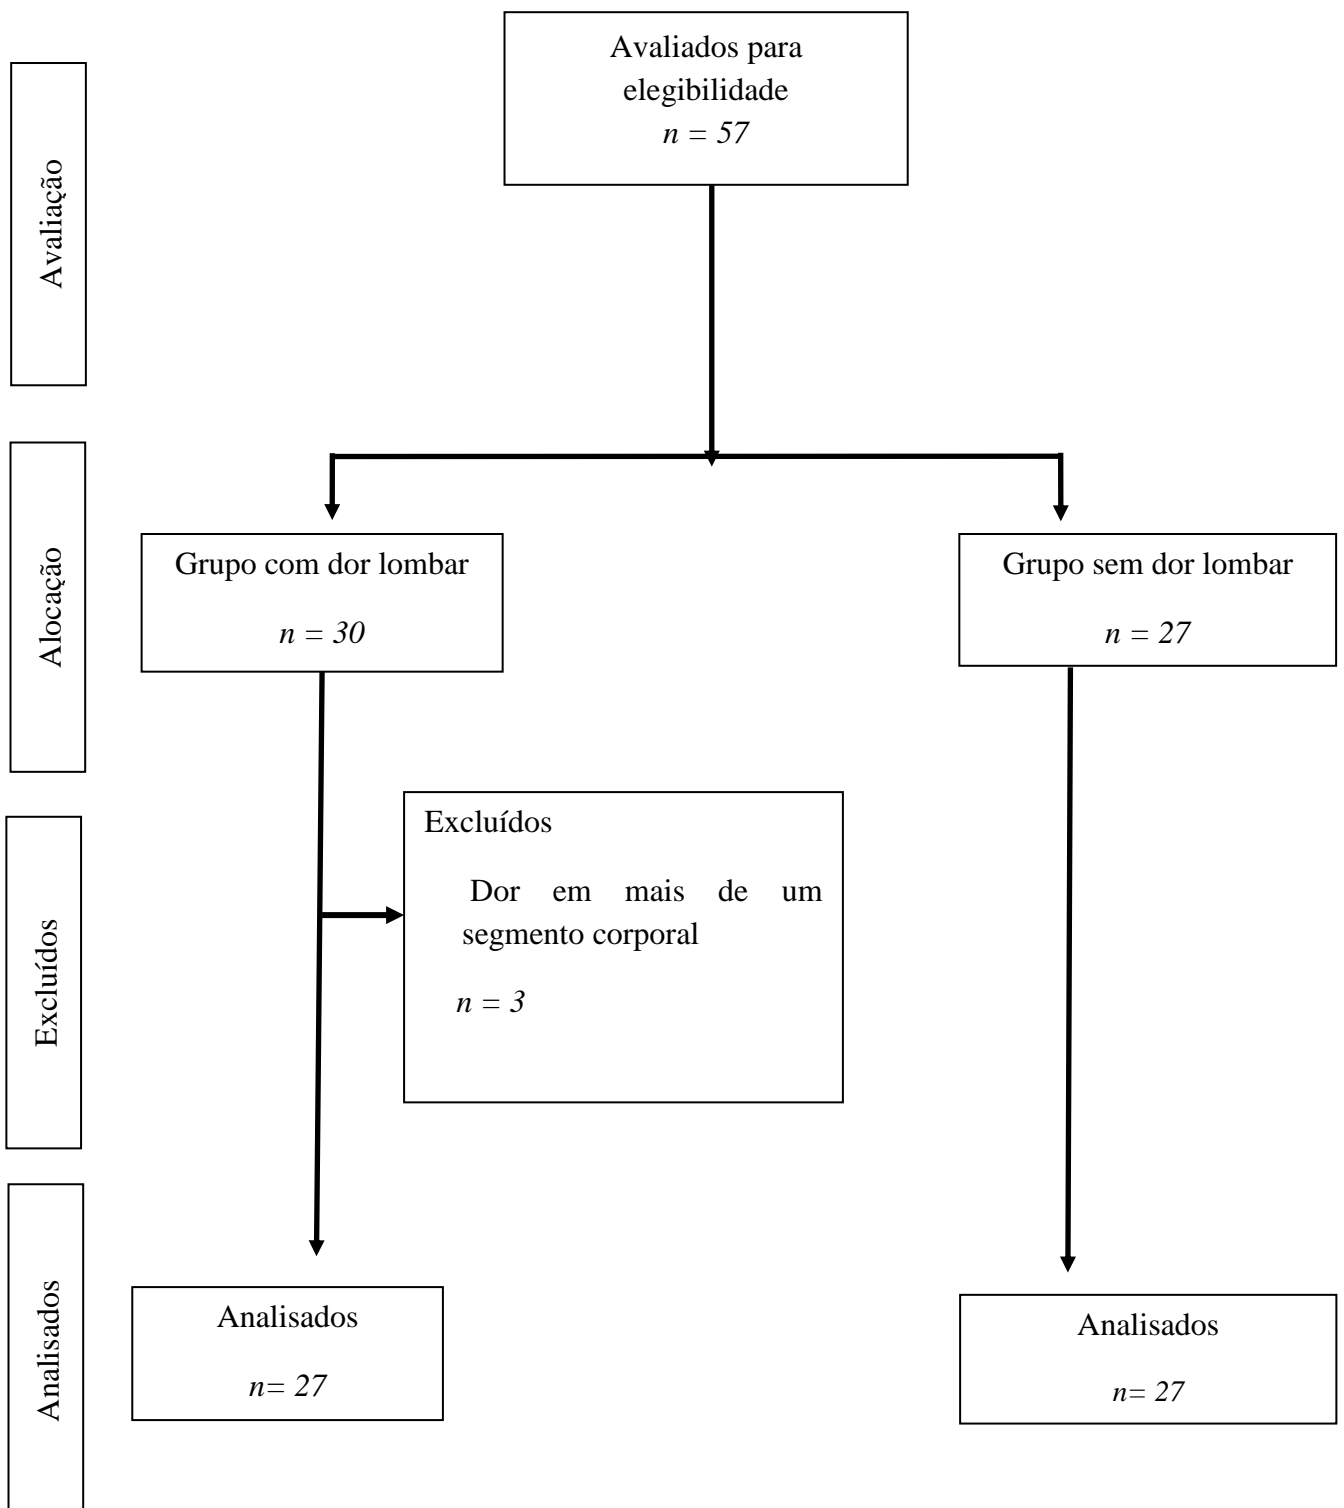 Avaliação
Avaliados para
elegibilidade
n = 57
Alocação
Grupo com dor lombar
n = 30
Grupo sem dor lombar
n = 27
Excluídos
Excluídos
Dor em mais de um
segmento corporal
n = 3
Analisados
Analisados
n= 27
Analisados
n= 27